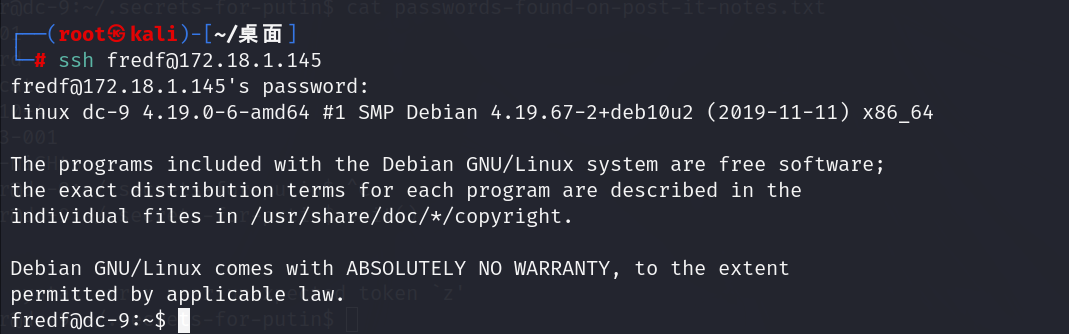 r@dc-9:~/.secrets-for-putin$ cat passwords-found-on-post-it-notes.txt
┌──(root㉿kali)-[~/桌面]
└─# ssh fredf@172.18.1.145
fredf@172.18.1.145's password:
Linux dc-9 4.19.0-6-amd64 #1 SMP Debian 4.19.67-2+deb10u2 (2019-11-11) x86_64
3-001
The programs included with the Debian GNU/Linux system are free software;
the exact distribution terms for each program are described in the
individual files in /usr/share/doc/*/copyright.
Debian GNU/Linux comes with ABSOLUTELY NO WARRANTY, to the extent
permitted by applicable law.
token `z'
fredf@dc-9:~$